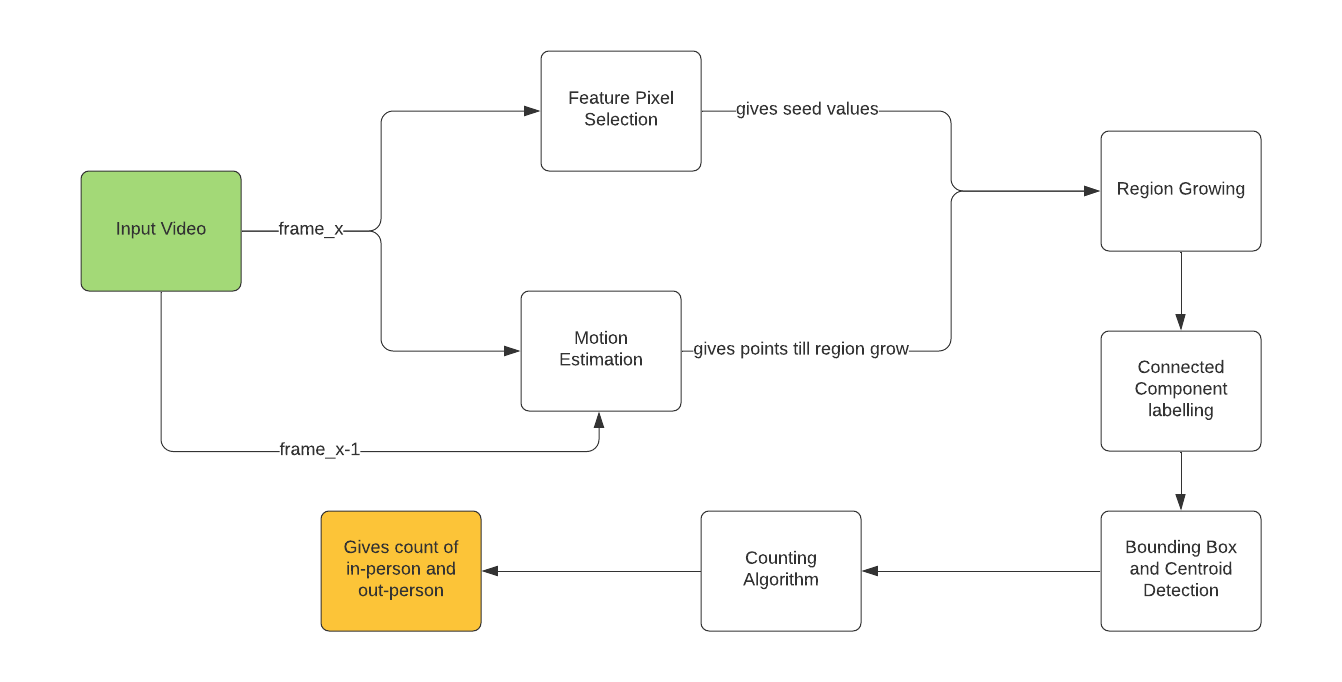 Feature Pixel
Selection
gives seed values
Region Growing
Input Video
frame_x
Motion
Estimation
gives points till region grow
Connected
Component
labelling
frame_x-1
Gives count of
in-person and
out-person
Counting
Algorithm
Bounding Box
and Centroid
Detection